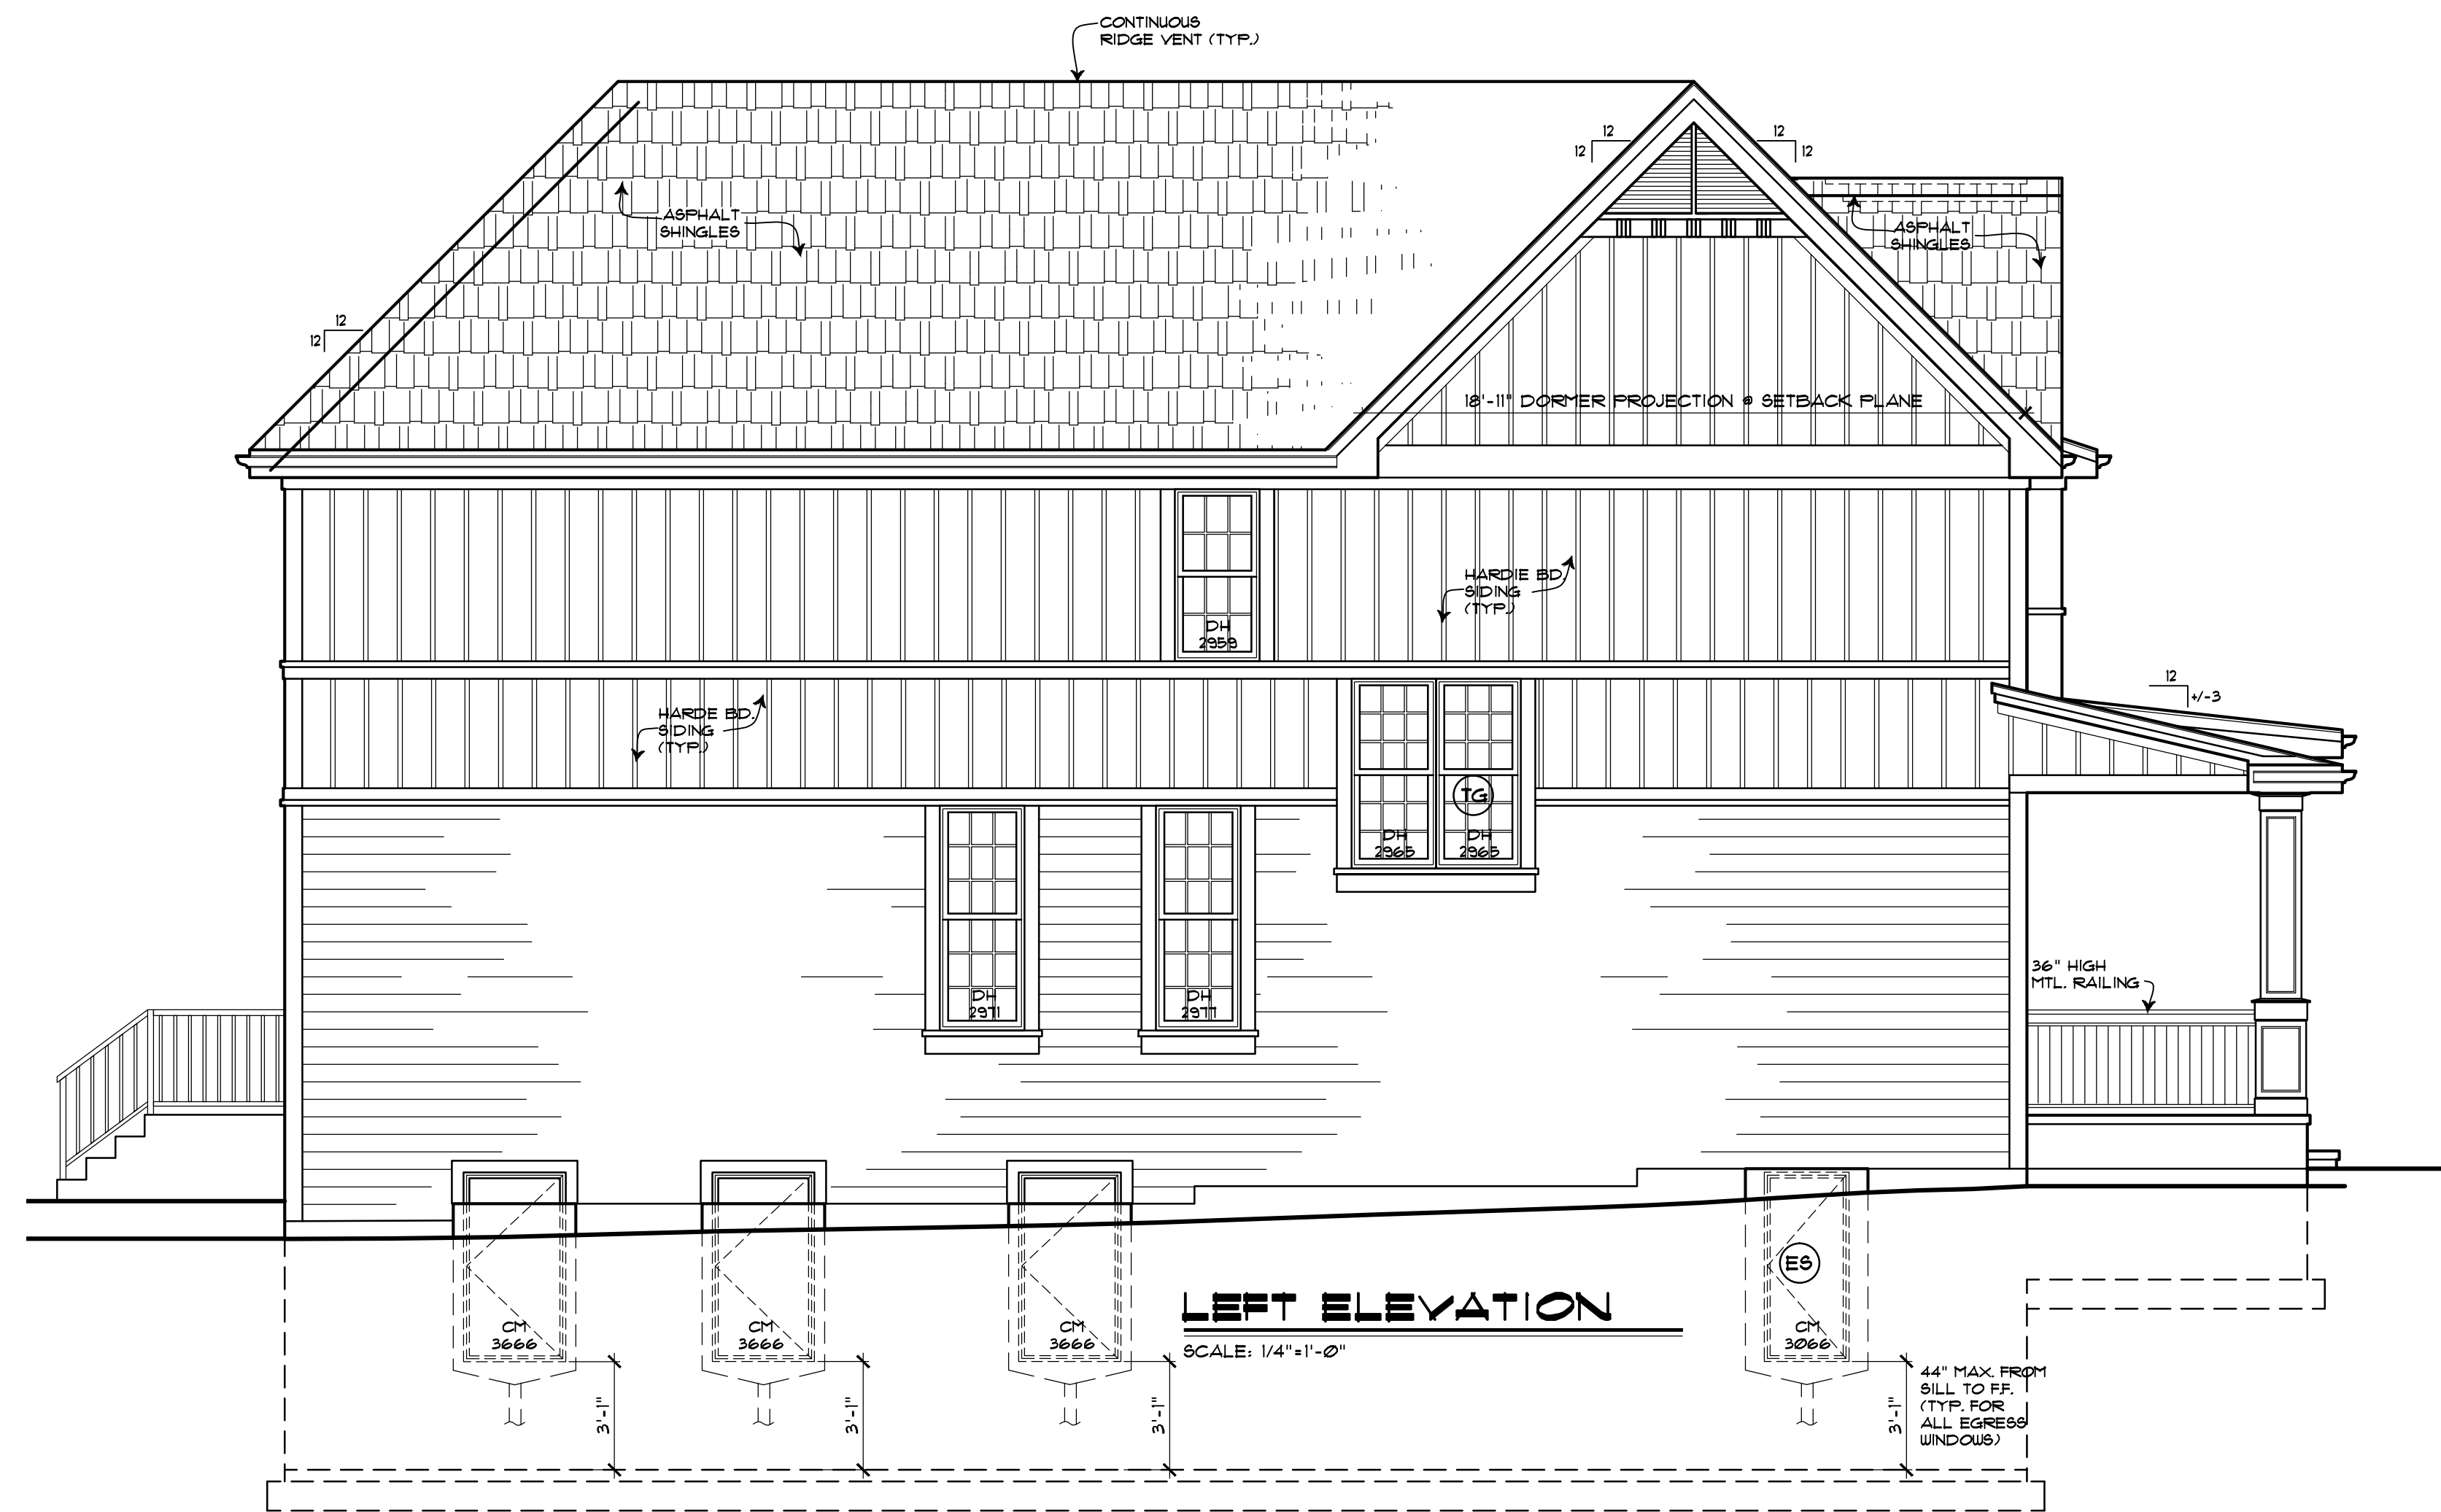 CONTINUOUS
RIDGE VENT (TYP.)
12
12
12
12
ASPHALT
SHINGLES
ASPHALT
SHINGLES
12
12
18'-11" DORMER PROJECTION @ SETBACK PLANE
HARDIE BD.
SIDING
(TYP.)
DH
2959
12
+/-3
HARDE BD.
SIDING
(TYP.)
TG
DH
2965
DH
2965
36" HIGH
MTL. RAILING
DH
2971
DH
2971
ES
LEFT ELEVATION
SCALE: 1/4"=1'-0"
CM
3666
CM
3666
CM
3666
CM
3066
3'-1"
3'-1"
3'-1"
3'-1"
44" MAX. FROM
SILL TO F.F.
(TYP. FOR
ALL EGRESS
WINDOWS)